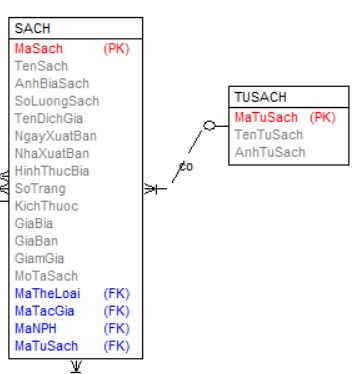 SACH
MaSach (PK)
TenSach
AnhBiaSach
SoLuongSach
TenDichGia
NgayXuatBan
NhaXuatBan
HinhThucBia
SoTrang
KichThuoc
GiaBia
GiaBan
GiamGia
MoTaSach
MaTheLoai (FK)
MaTacGia (FK)
MaNPH (FK)
MaTuSach (FK)
co
TUSACH
MaTuSach (PK)
TenTuSach
AnhTuSach